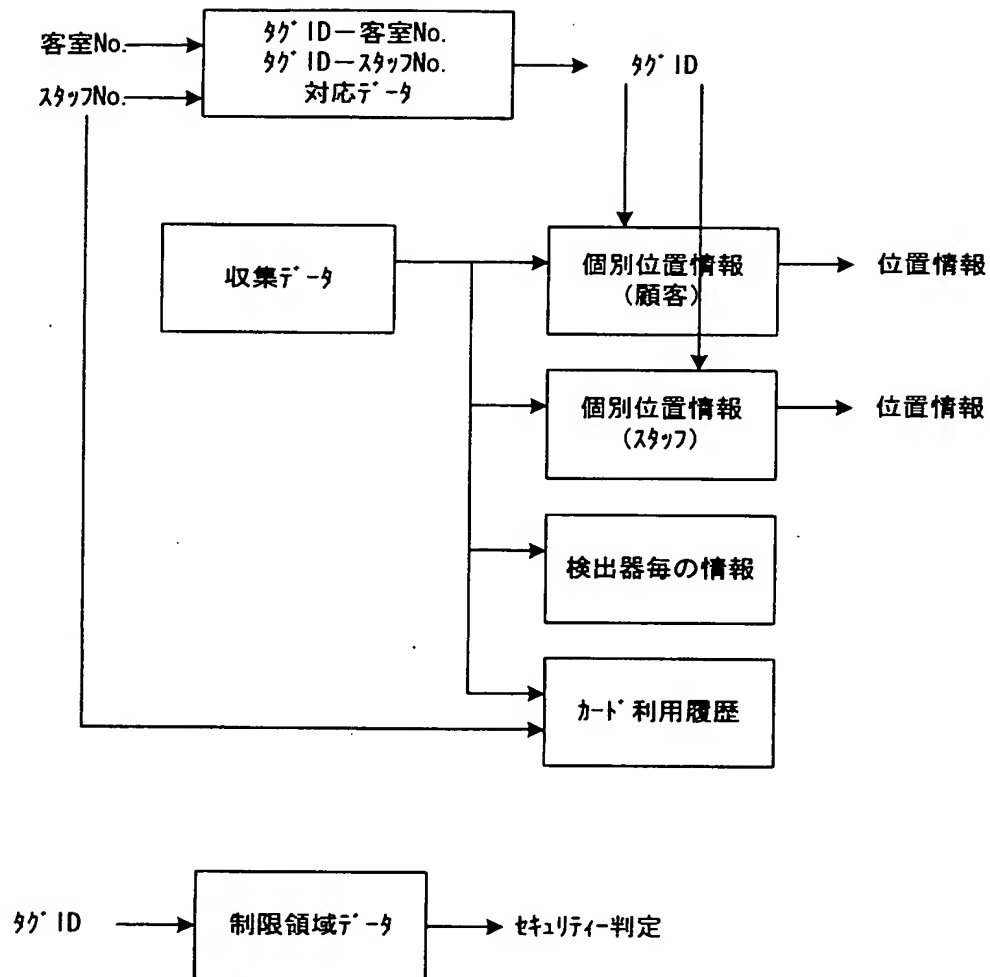 客室No.
スタッフNo.
タグID－客室No.
タグID－スタッフNo.
対応データ
タグID
収集データ
個別位置情報
(顧客)
位置情報
個別位置情報
(スタッフ)
位置情報
検出器毎の情報
カード利用履歴
タグID
制限領域データ
セキュリティー判定